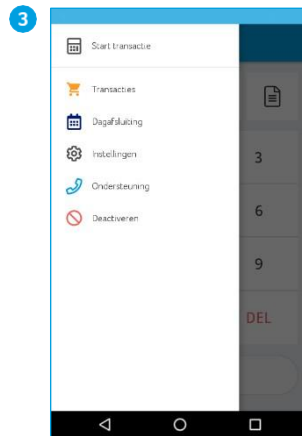 3
Start transactie
Transacties
Dagafsluiting
Instellingen
3
Ondersteuning
6
Deactiveren
9
DEL